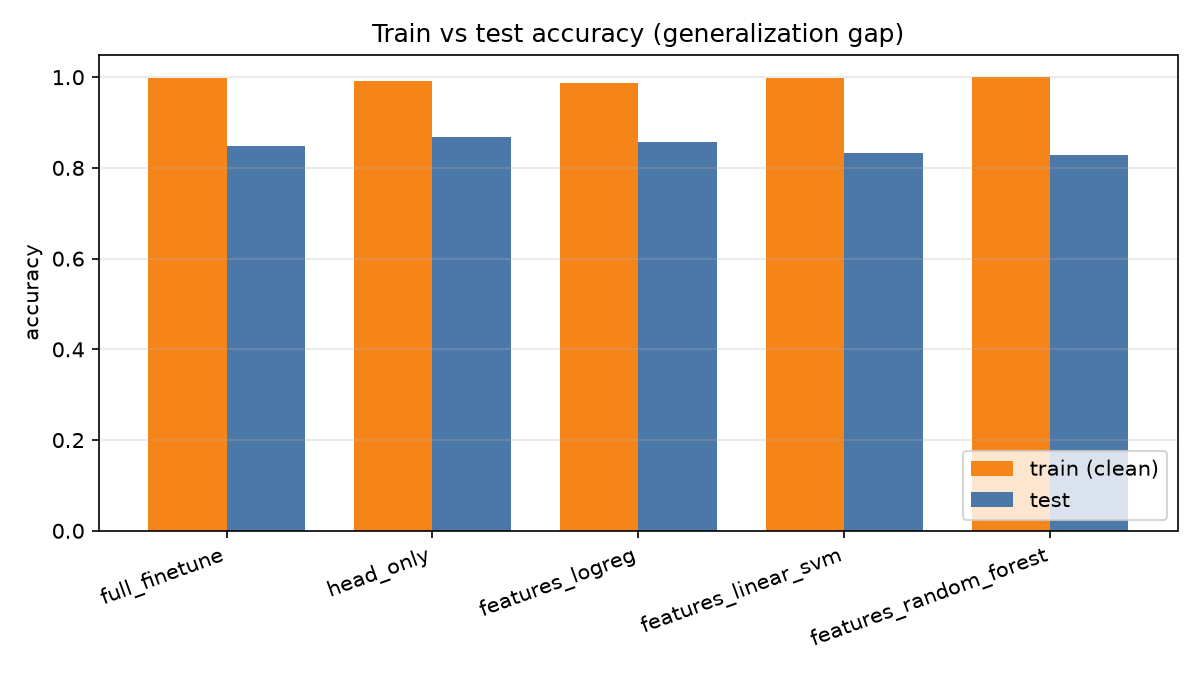 Train vs test accuracy (generalization gap)
accuracy
1.0
0.8
0.6
0.4
0.2
0.0
train (clean)
test
full_finetune
head_only
features_logreg
features_linear_svm
features_random_forest